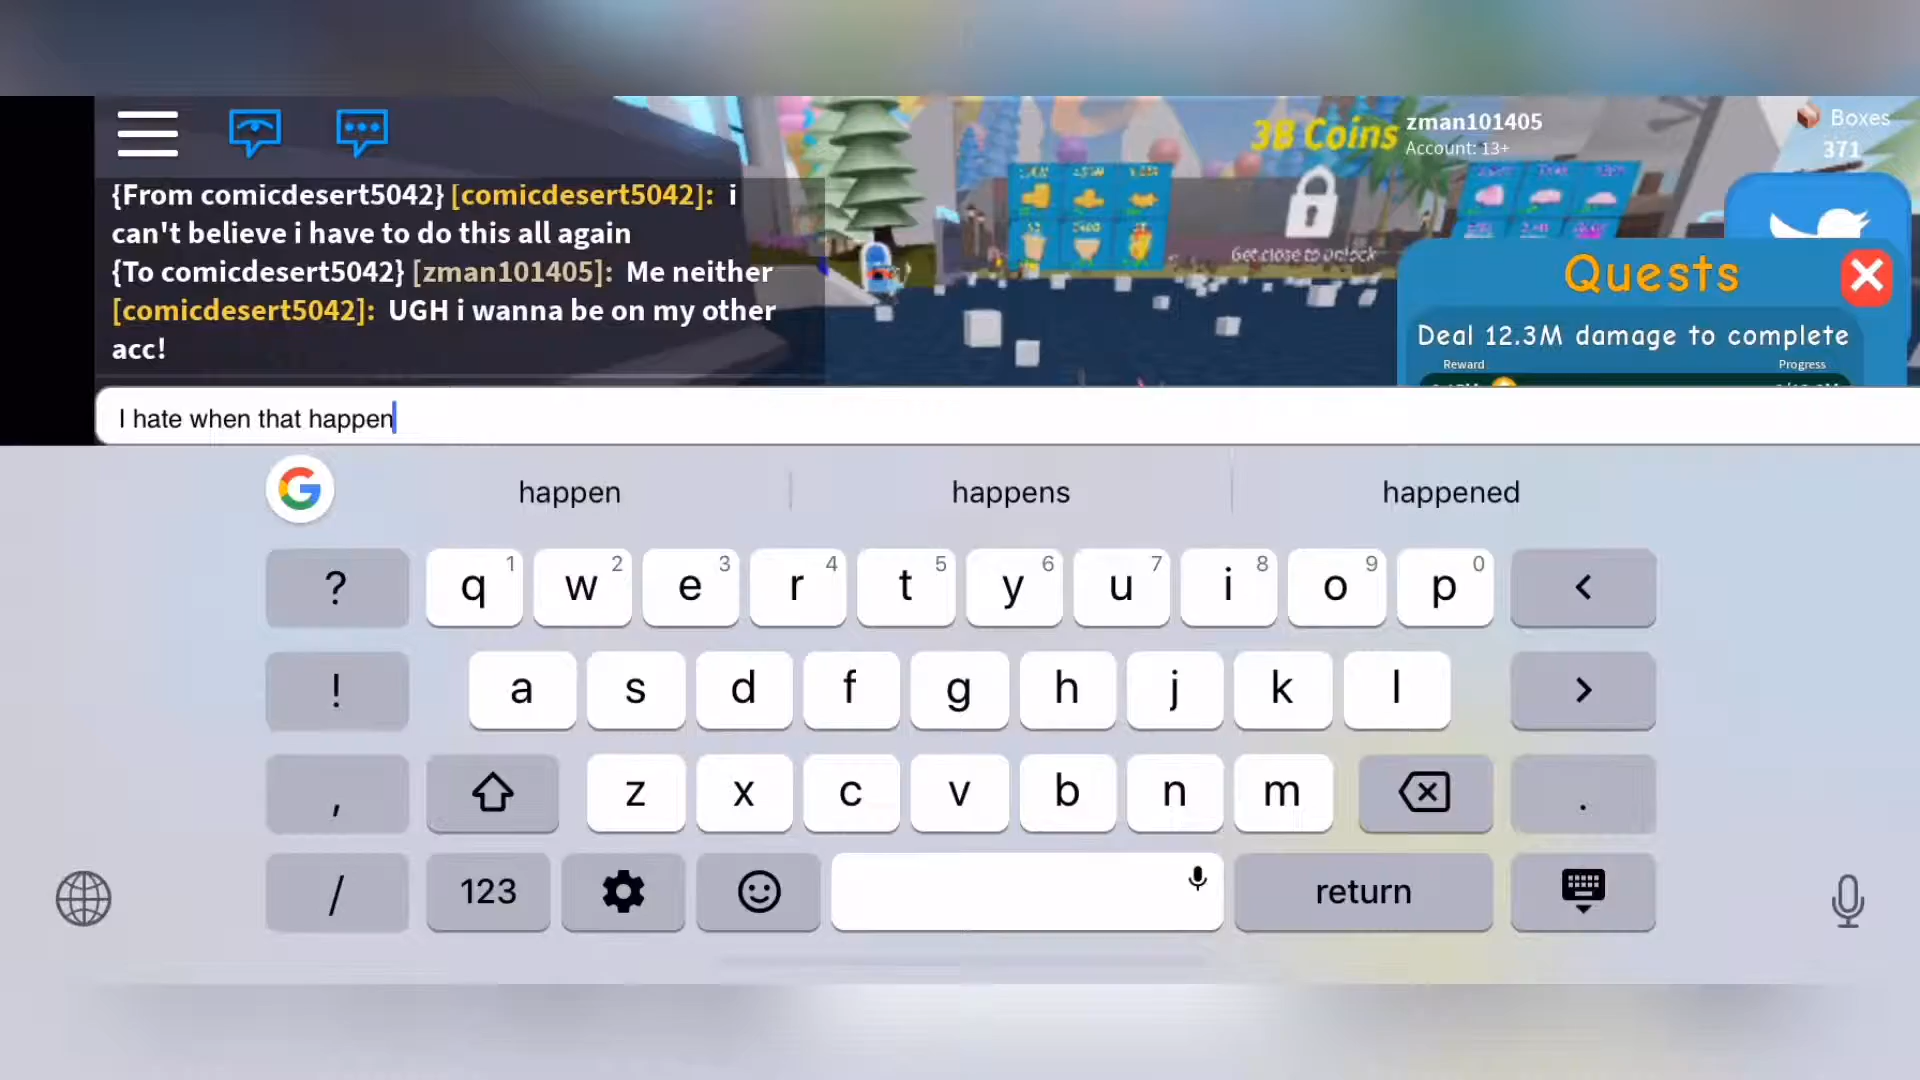 3B Coins
zman101405
Account: 13+
Boxes
371
{From comicdesert5042} [comicdesert5042]: i
can't believe i have to do this all again
{To comicdesert5042} [zman101405]: Me neither
[comicdesert5042]: UGH i wanna be on my other
acc!
Get close to unlock
Quests
Deal 12.3M damage to complete
Reward
Progress
I hate when that happen
happen
happens
happened
? q 1 w 2 e 3 r 4 t 5 y 6 u 7 i 8 o 9 p 0 <
! a s d f g h j k l >
, z x c v b n m .
/ 123 return